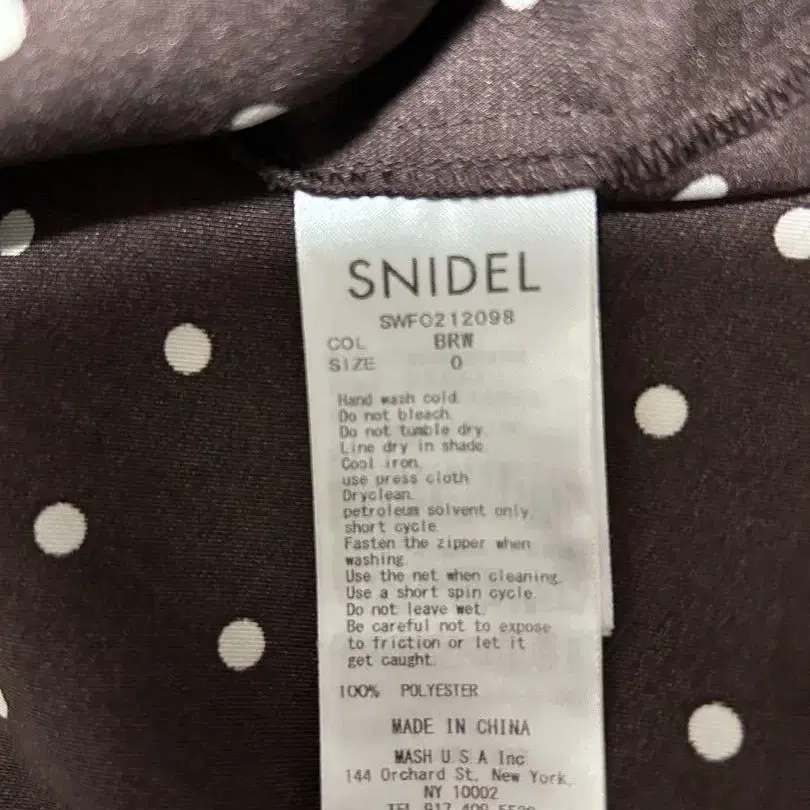 SNIDEL
SWFO212098
COL BRW
SIZE 0
Hand wash cold.
Do not bleach.
Do not tumble dry.
Line dry in shade
Cool iron.
use press cloth
Dryclean.
petroleum solvent only.
short cycle.
Fasten the zipper when
washing.
Use the net when cleaning.
Use a short spin cycle.
Do not leave wet.
Be careful not to expose
to friction or let it
get caught.
100% POLYESTER
MADE IN CHINA
MASH U.S.A Inc
144 Orchard St. New York,
NY 10002
TEL 917